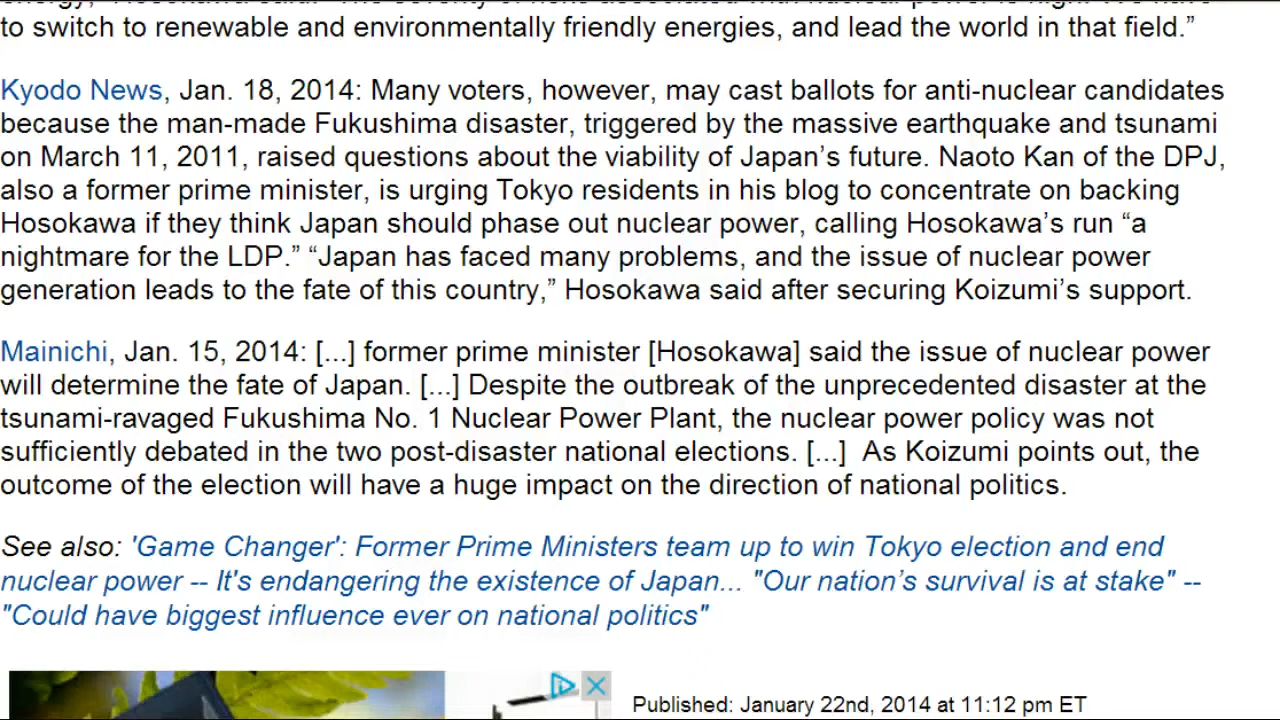 to switch to renewable and environmentally friendly energies, and lead the world in that field.”
Kyodo News, Jan. 18, 2014: Many voters, however, may cast ballots for anti-nuclear candidates
because the man-made Fukushima disaster, triggered by the massive earthquake and tsunami
on March 11, 2011, raised questions about the viability of Japan’s future. Naoto Kan of the DPJ,
also a former prime minister, is urging Tokyo residents in his blog to concentrate on backing
Hosokawa if they think Japan should phase out nuclear power, calling Hosokawa’s run “a
nightmare for the LDP.” “Japan has faced many problems, and the issue of nuclear power
generation leads to the fate of this country,” Hosokawa said after securing Koizumi’s support.
Mainichi, Jan. 15, 2014: [...] former prime minister [Hosokawa] said the issue of nuclear power
will determine the fate of Japan. [...] Despite the outbreak of the unprecedented disaster at the
tsunami-ravaged Fukushima No. 1 Nuclear Power Plant, the nuclear power policy was not
sufficiently debated in the two post-disaster national elections. [...] As Koizumi points out, the
outcome of the election will have a huge impact on the direction of national politics.
See also: 'Game Changer': Former Prime Ministers team up to win Tokyo election and end
nuclear power -- It's endangering the existence of Japan... "Our nation’s survival is at stake" --
"Could have biggest influence ever on national politics"
Published: January 22nd, 2014 at 11:12 pm ET